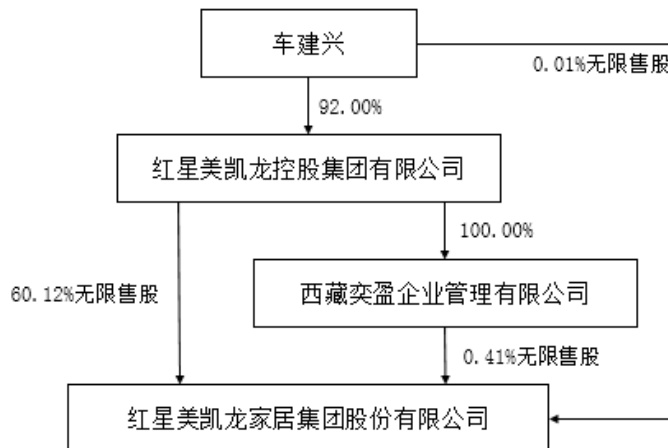 车建兴
0.01%无限售股
92.00%
红星美凯龙控股集团有限公司
100.00%
60.12%无限售股
西藏奕盈企业管理有限公司
0.41%无限售股
红星美凯龙家居集团股份有限公司